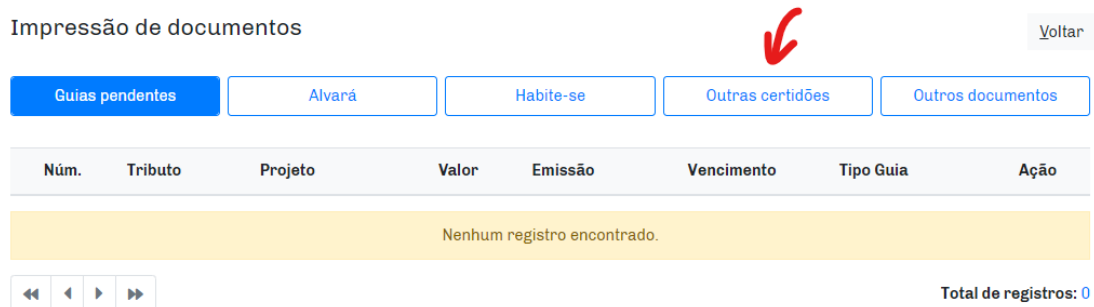 Impressão de documentos
Voltar
Guias pendentes Alvará Habite-se Outras certidões Outros documentos
Núm. Tributo Projeto Valor Emissão Vencimento Tipo Guia Ação
Nenhum registro encontrado.
Total de registros: 0